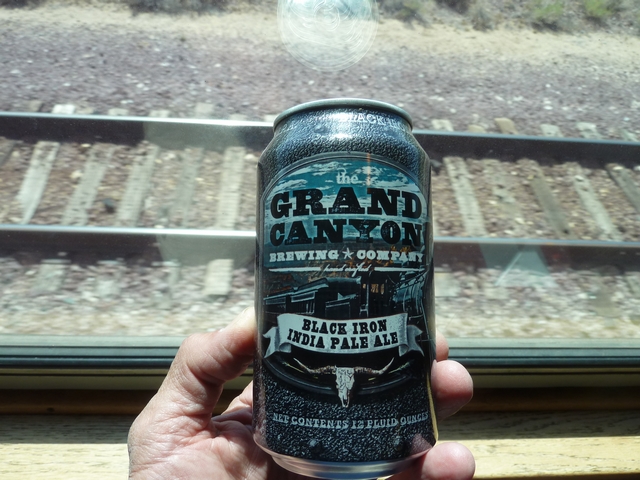 the
GRAND
CANYON
BREWING ★ COMPANY
BLACK IRON
INDIA PALE ALE
NET CONTENTS 12 FLUID OUNCES